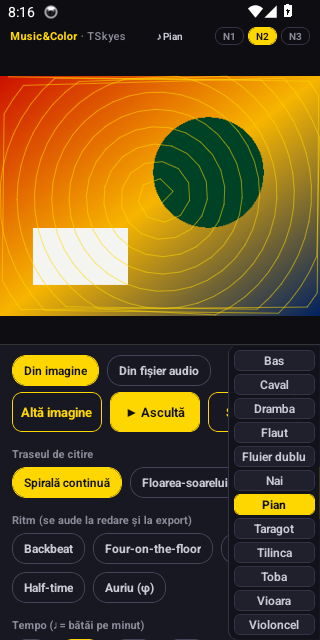 8:16
Music&Color · TSkyes ♪Pian N1 N2 N3
Din imagine Din fișier audio
Altă imagine ► Ascultă
Traseul de citire
Spirală continuă Floarea-soarelui
Ritm (se aude la redare și la export)
Backbeat Four-on-the-floor
Half-time Auriu (φ)
Tempo (♩ = bătăi pe minut)
Bas
Caval
Dramba
Flaut
Fluier dublu
Nai
Pian
Taragot
Tilinca
Toba
Vioara
Violoncel